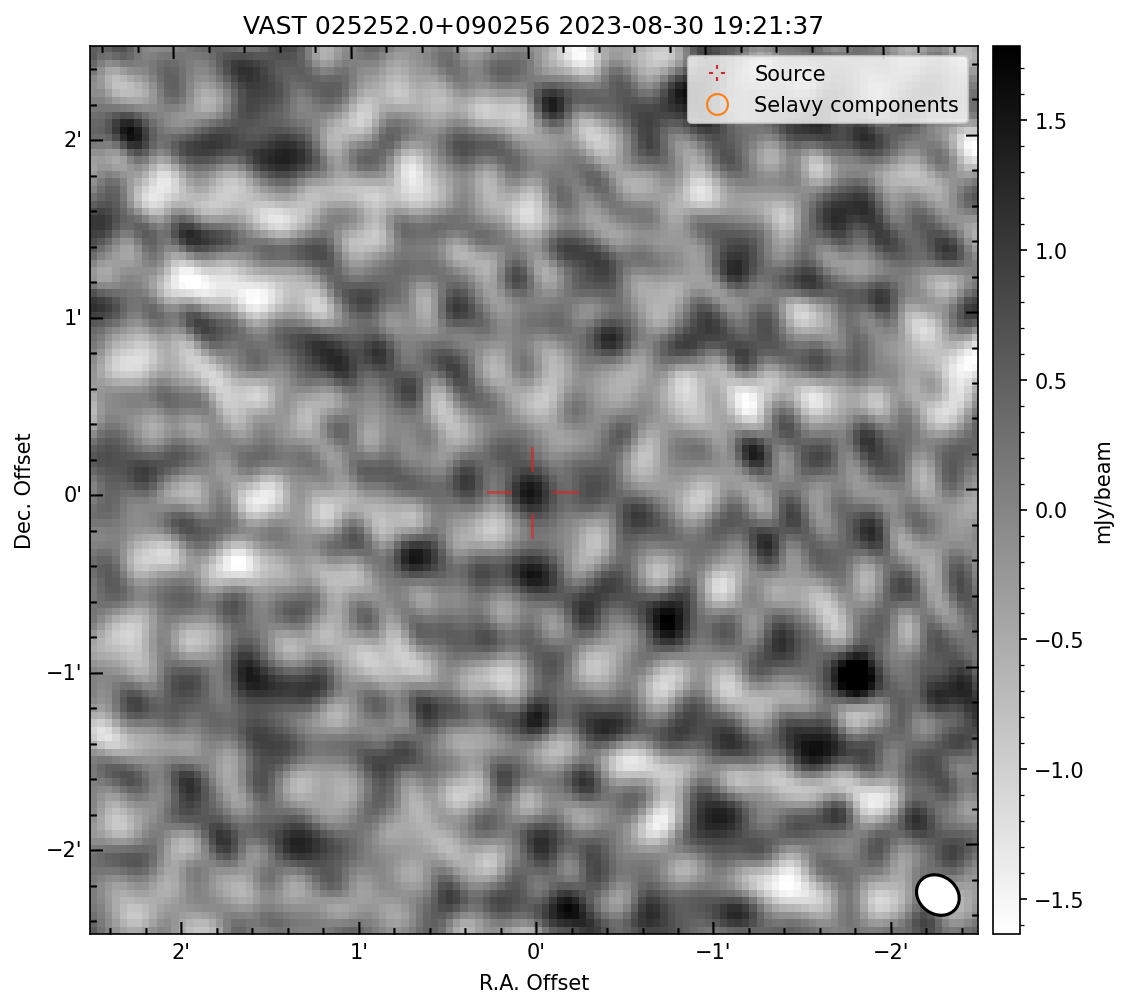 VAST 025252.0+090256 2023-08-30 19:21:37
Source
Selavy components
2'
1'
0'
−1'
−2'
Dec. Offset
2'
1'
0'
−1'
−2'
R.A. Offset
1.5
1.0
0.5
0.0
−0.5
−1.0
−1.5
mJy/beam